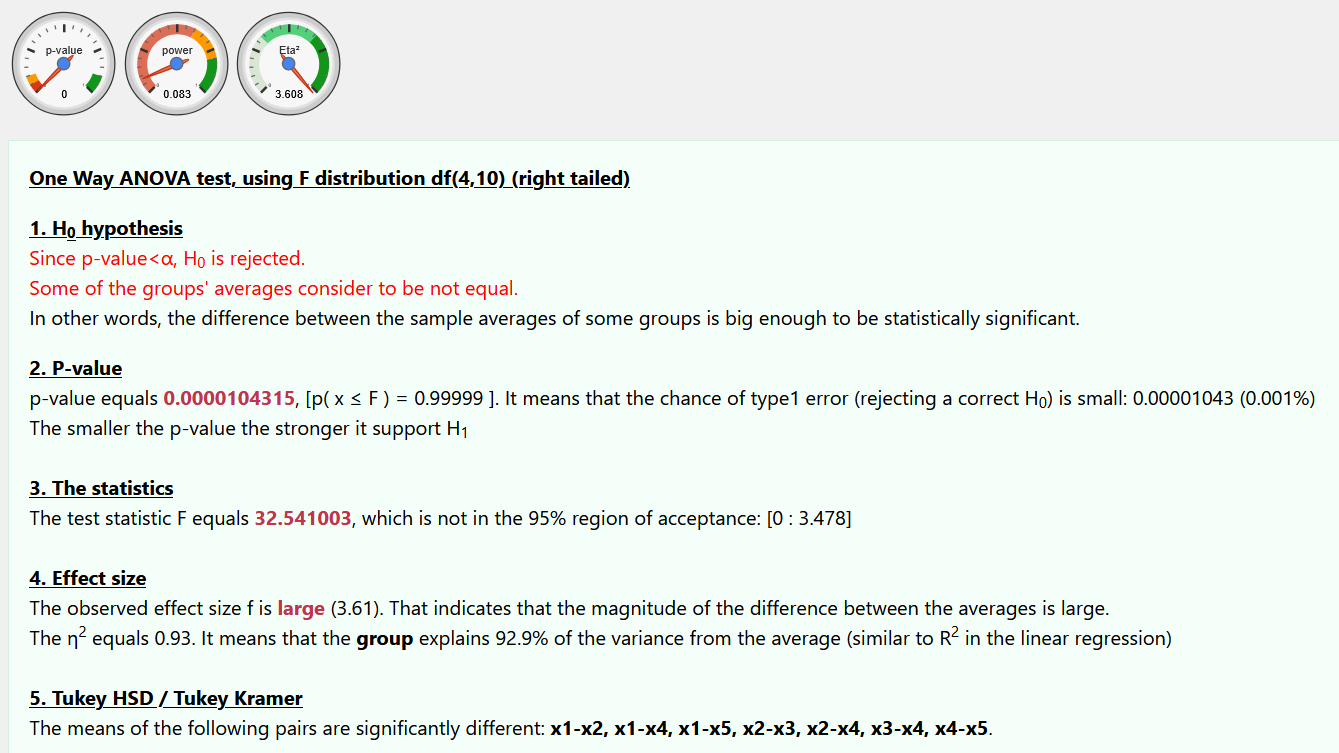 p-value
0
power
0.083
Eta²
3.608
One Way ANOVA test, using F distribution df(4,10) (right tailed)
1. H₀ hypothesis
Since p-value<α, H₀ is rejected.
Some of the groups' averages consider to be not equal.
In other words, the difference between the sample averages of some groups is big enough to be statistically significant.
2. P-value
p-value equals 0.0000104315, [p( x ≤ F ) = 0.99999 ]. It means that the chance of type1 error (rejecting a correct H₀) is small: 0.00001043 (0.001%)
The smaller the p-value the stronger it support H₁
3. The statistics
The test statistic F equals 32.541003, which is not in the 95% region of acceptance: [0 : 3.478]
4. Effect size
The observed effect size f is large (3.61). That indicates that the magnitude of the difference between the averages is large.
The η² equals 0.93. It means that the group explains 92.9% of the variance from the average (similar to R² in the linear regression)
5. Tukey HSD / Tukey Kramer
The means of the following pairs are significantly different: x1-x2, x1-x4, x1-x5, x2-x3, x2-x4, x3-x4, x4-x5.